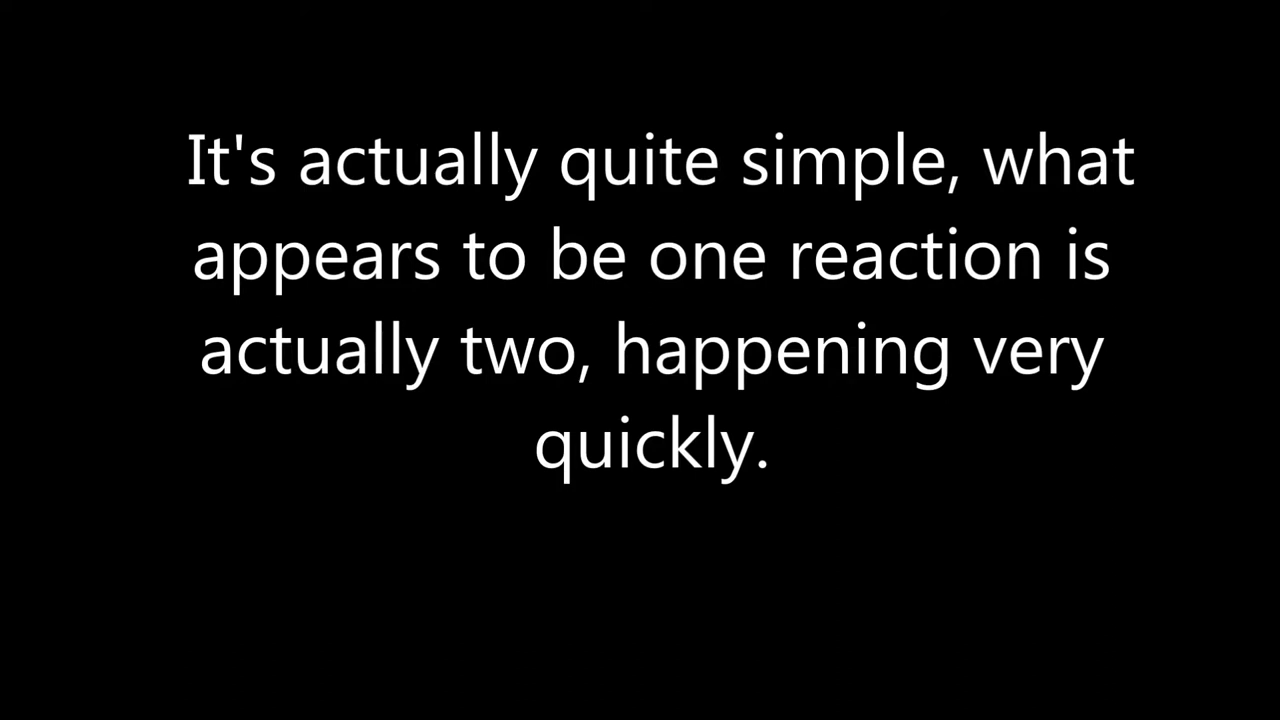 It's actually quite simple, what
appears to be one reaction is
actually two, happening very
quickly.